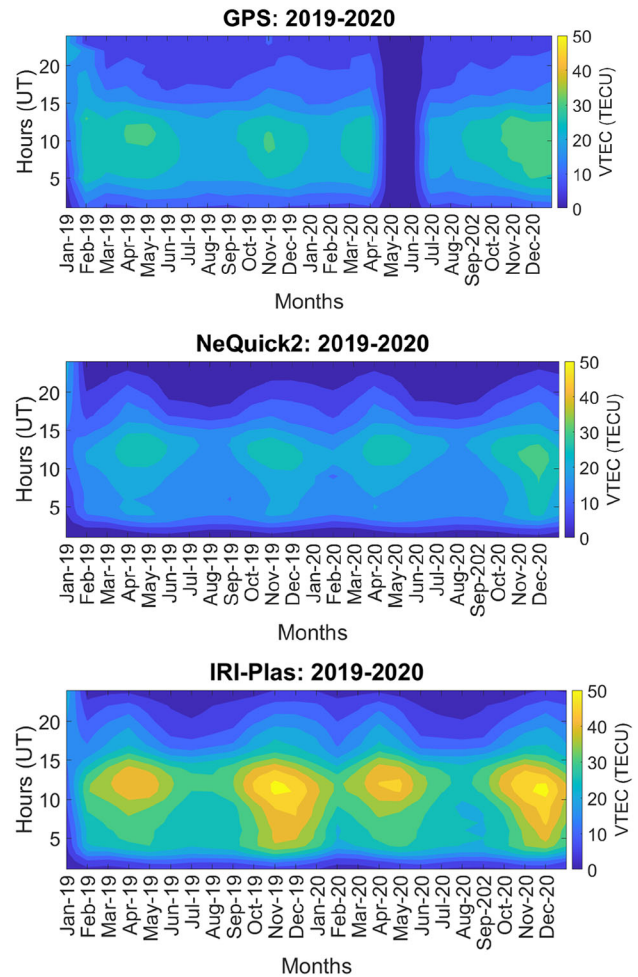 GPS: 2019-2020
Hours (UT)
20
15
10
5
Jan-19
Feb-19
Mar-19
Apr-19
May-19
Jun-19
Jul-19
Aug-19
Sep-19
Oct-19
Nov-19
Dec-19
Jan-20
Feb-20
Mar-20
Apr-20
May-20
Jun-20
Jul-20
Aug-20
Sep-202
Oct-20
Nov-20
Dec-20
Months
50
40
30
20
10
0
VTEC (TECU)
NeQuick2: 2019-2020
Hours (UT)
20
15
10
5
Jan-19
Feb-19
Mar-19
Apr-19
May-19
Jun-19
Jul-19
Aug-19
Sep-19
Oct-19
Nov-19
Dec-19
Jan-20
Feb-20
Mar-20
Apr-20
May-20
Jun-20
Jul-20
Aug-20
Sep-202
Oct-20
Nov-20
Dec-20
Months
50
40
30
20
10
0
VTEC (TECU)
IRI-Plas: 2019-2020
Hours (UT)
20
15
10
5
Jan-19
Feb-19
Mar-19
Apr-19
May-19
Jun-19
Jul-19
Aug-19
Sep-19
Oct-19
Nov-19
Dec-19
Jan-20
Feb-20
Mar-20
Apr-20
May-20
Jun-20
Jul-20
Aug-20
Sep-202
Oct-20
Nov-20
Dec-20
Months
50
40
30
20
10
0
VTEC (TECU)